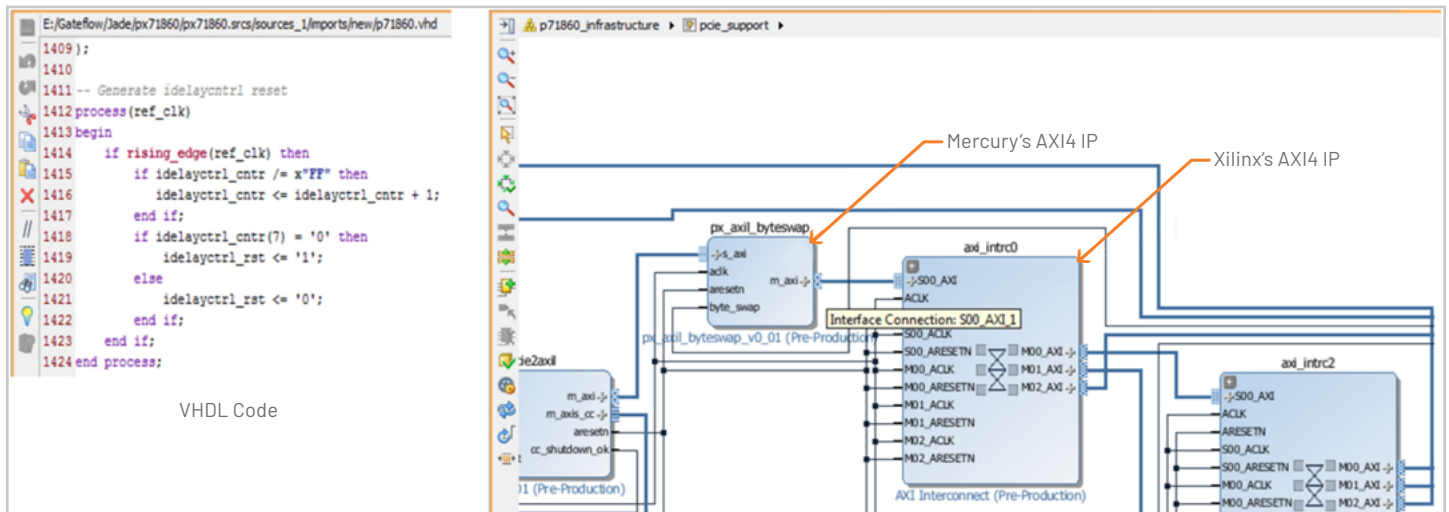 E:/Gateflow/Jade/px71860/px71860.srcs/sources_1/imports/new/p71860.vhd
1409 );
1410
1411 -- Generate idelaycntrl reset
1412 process(ref_clk)
1413 begin
1414 if rising_edge(ref_clk) then
1415 if idelayctrl_cntr /= x"FF" then
1416 idelayctrl_cntr <= idelayctrl_cntr + 1;
1417 end if;
1418 if idelayctrl_cntr(7) = '0' then
1419 idelayctrl_rst <= '1';
1420 else
1421 idelayctrl_rst <= '0';
1422 end if;
1423 end if;
1424 end process;
VHDL Code
p71860_infrastructure
pcie_support
Mercury's AXI4 IP
Xilinx's AXI4 IP
px_axil_byteswap
s_axi
aclk
aresetn
byte_swap
m_axi
px_axil_byteswap_v0_01 (Pre-Production
axi_intrc0
S00_AXI
ACLK
Interface Connection: S00_AXI_1
S00_ACLK
S00_ARESETN
M00_ACLK
M00_ARESETN
M01_ACLK
M01_ARESETN
M02_ACLK
M02_ARESETN
M00_AXI
M01_AXI
M02_AXI
AXI Interconnect (Pre-Production)
ie2axil
m_axi
m_axis_cc
aresetn
cc_shutdown_ok
01 (Pre-Production)
axi_intrc2
S00_AXI
ACLK
ARESETN
S00_ACLK
S00_ARESETN
M00_ACLK
M00_ARESETN
M00_AXI
M01_AXI
M02_AXI